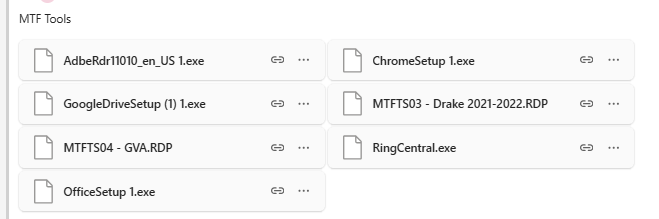 MTF Tools
AdbeRdr11010_en_US 1.exe
ChromeSetup 1.exe
GoogleDriveSetup (1) 1.exe
MTFTS03 - Drake 2021-2022.RDP
MTFTS04 - GVA.RDP
RingCentral.exe
OfficeSetup 1.exe